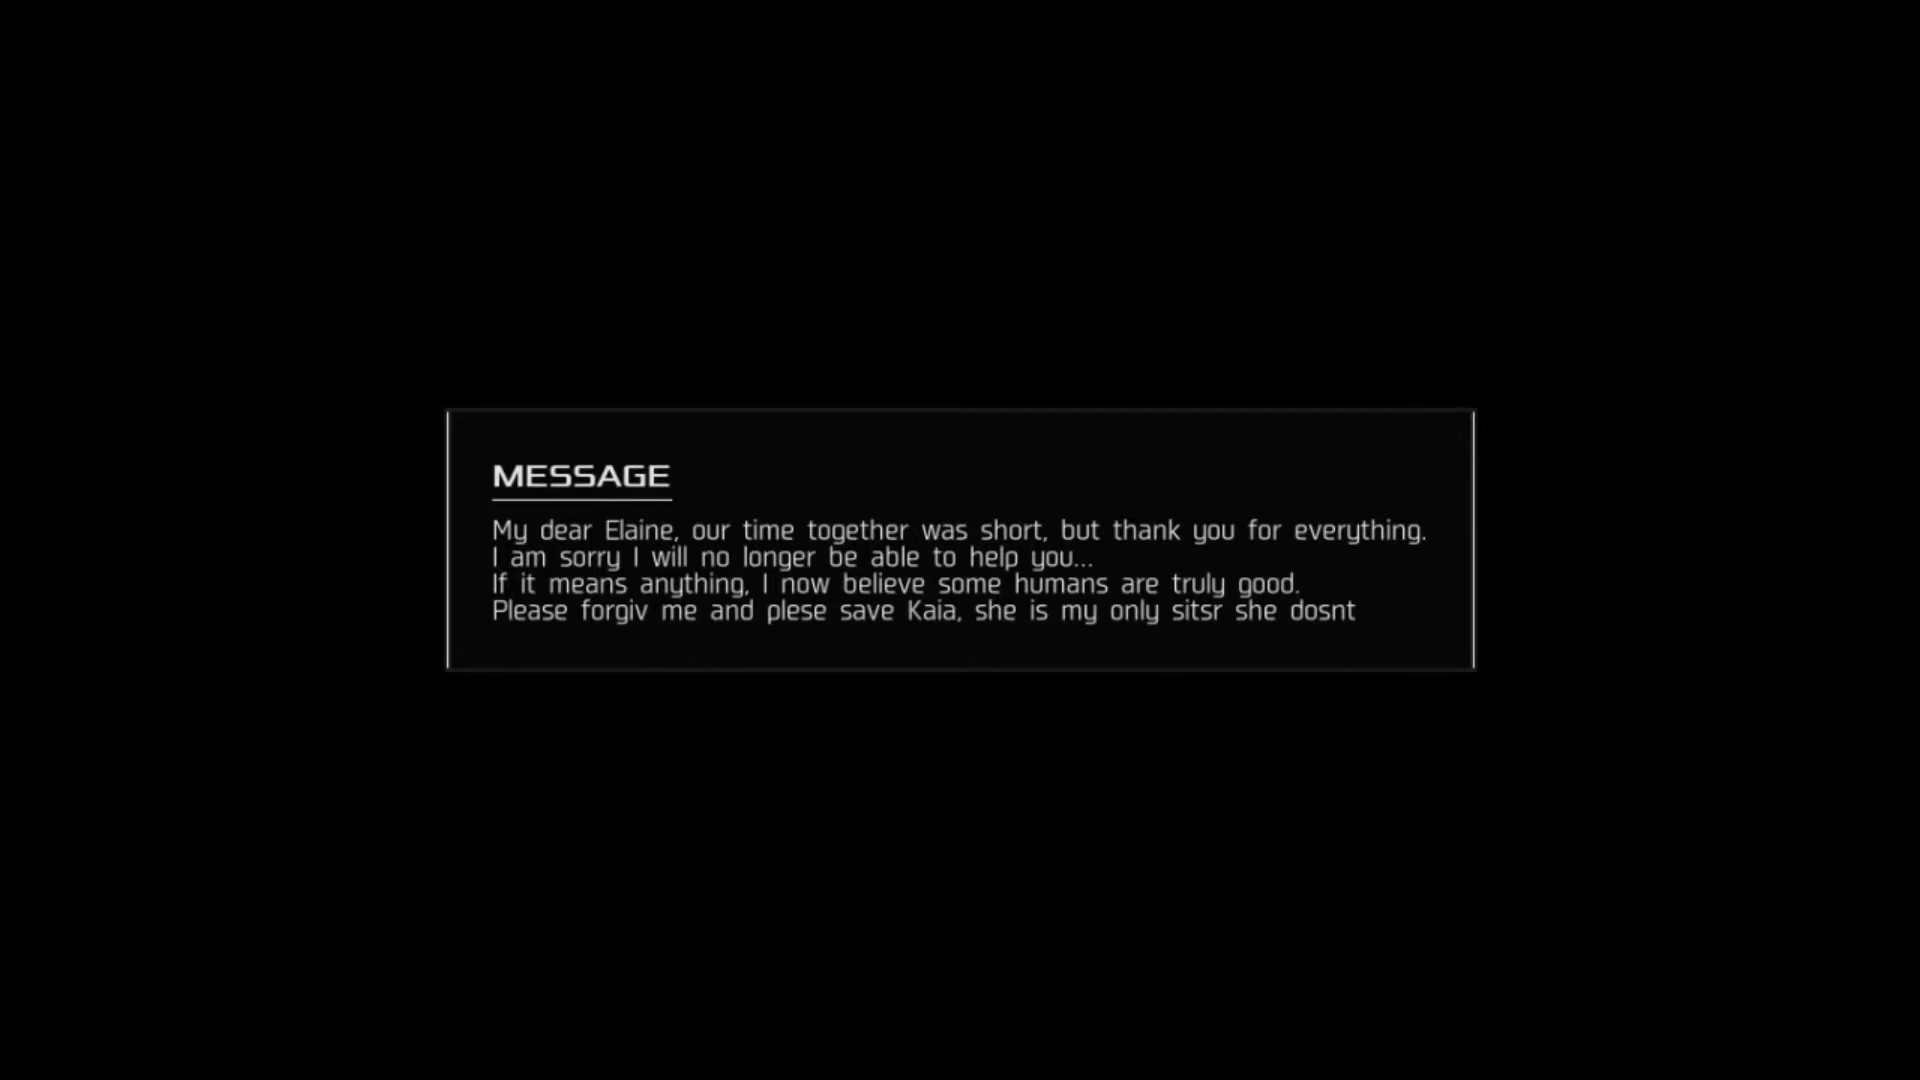 MESSAGE
My dear Elaine, our time together was short, but thank you for everything.
I am sorry I will no longer be able to help you...
If it means anything, I now believe some humans are truly good.
Please forgiv me and plese save Kaia, she is my only sitsr she dosnt